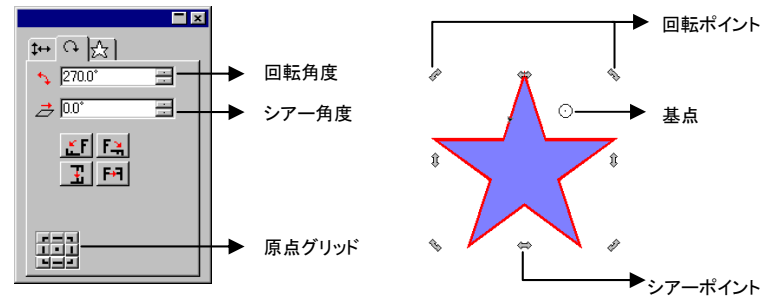 270.0°
0.0°
F F
F F
回転角度
シアー角度
原点グリッド
回転ポイント
基点
シアーポイント